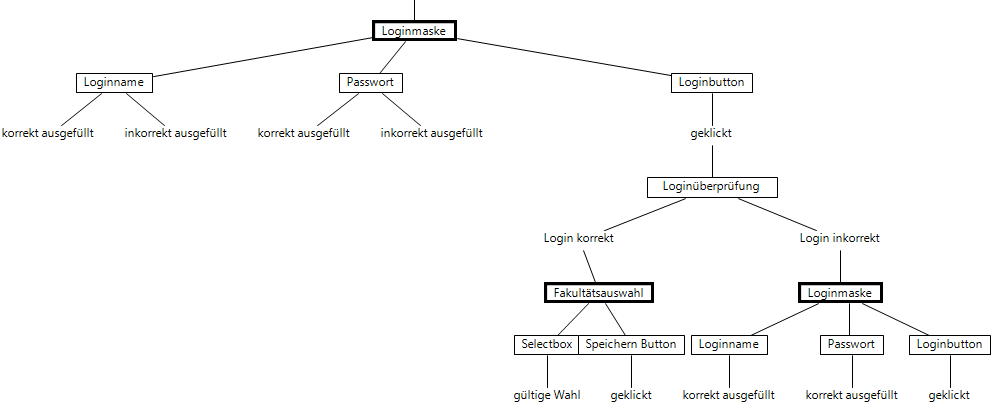 Loginmaske
Loginname
Passwort
Loginbutton
korrekt ausgefüllt
inkorrekt ausgefüllt
korrekt ausgefüllt
inkorrekt ausgefüllt
geklickt
Loginüberprüfung
Login korrekt
Login inkorrekt
Fakultätsauswahl
Loginmaske
Selectbox
Speichern Button
Loginname
Passwort
Loginbutton
gültige Wahl
geklickt
korrekt ausgefüllt
korrekt ausgefüllt
geklickt